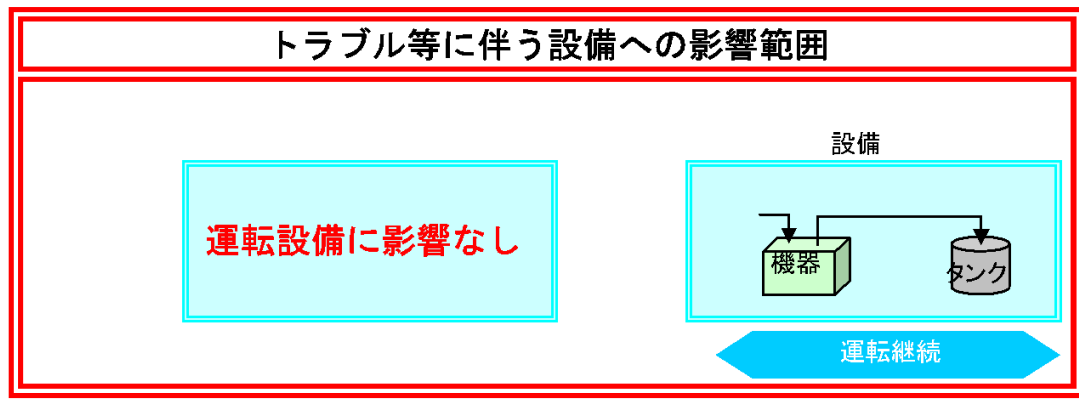 トラブル等に伴う設備への影響範囲
設備
運転設備に影響なし
機器
タンク
運転継続